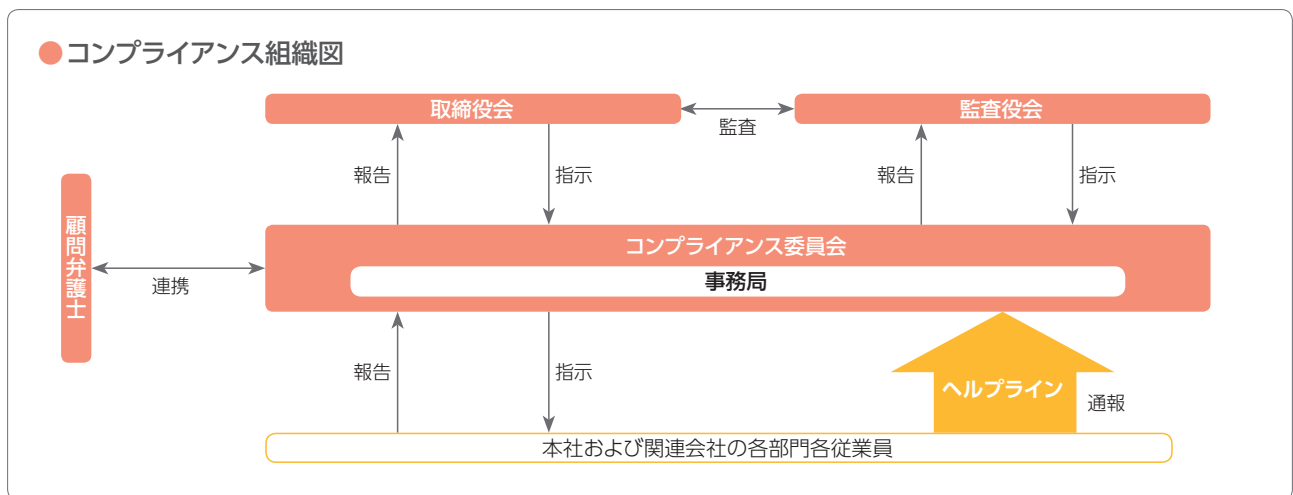 コンプライアンス組織図
取締役会
監査
監査役会
報告
指示
報告
指示
顧問弁護士
連携
コンプライアンス委員会
事務局
報告
指示
ヘルプライン
通報
本社および関連会社の各部門各従業員